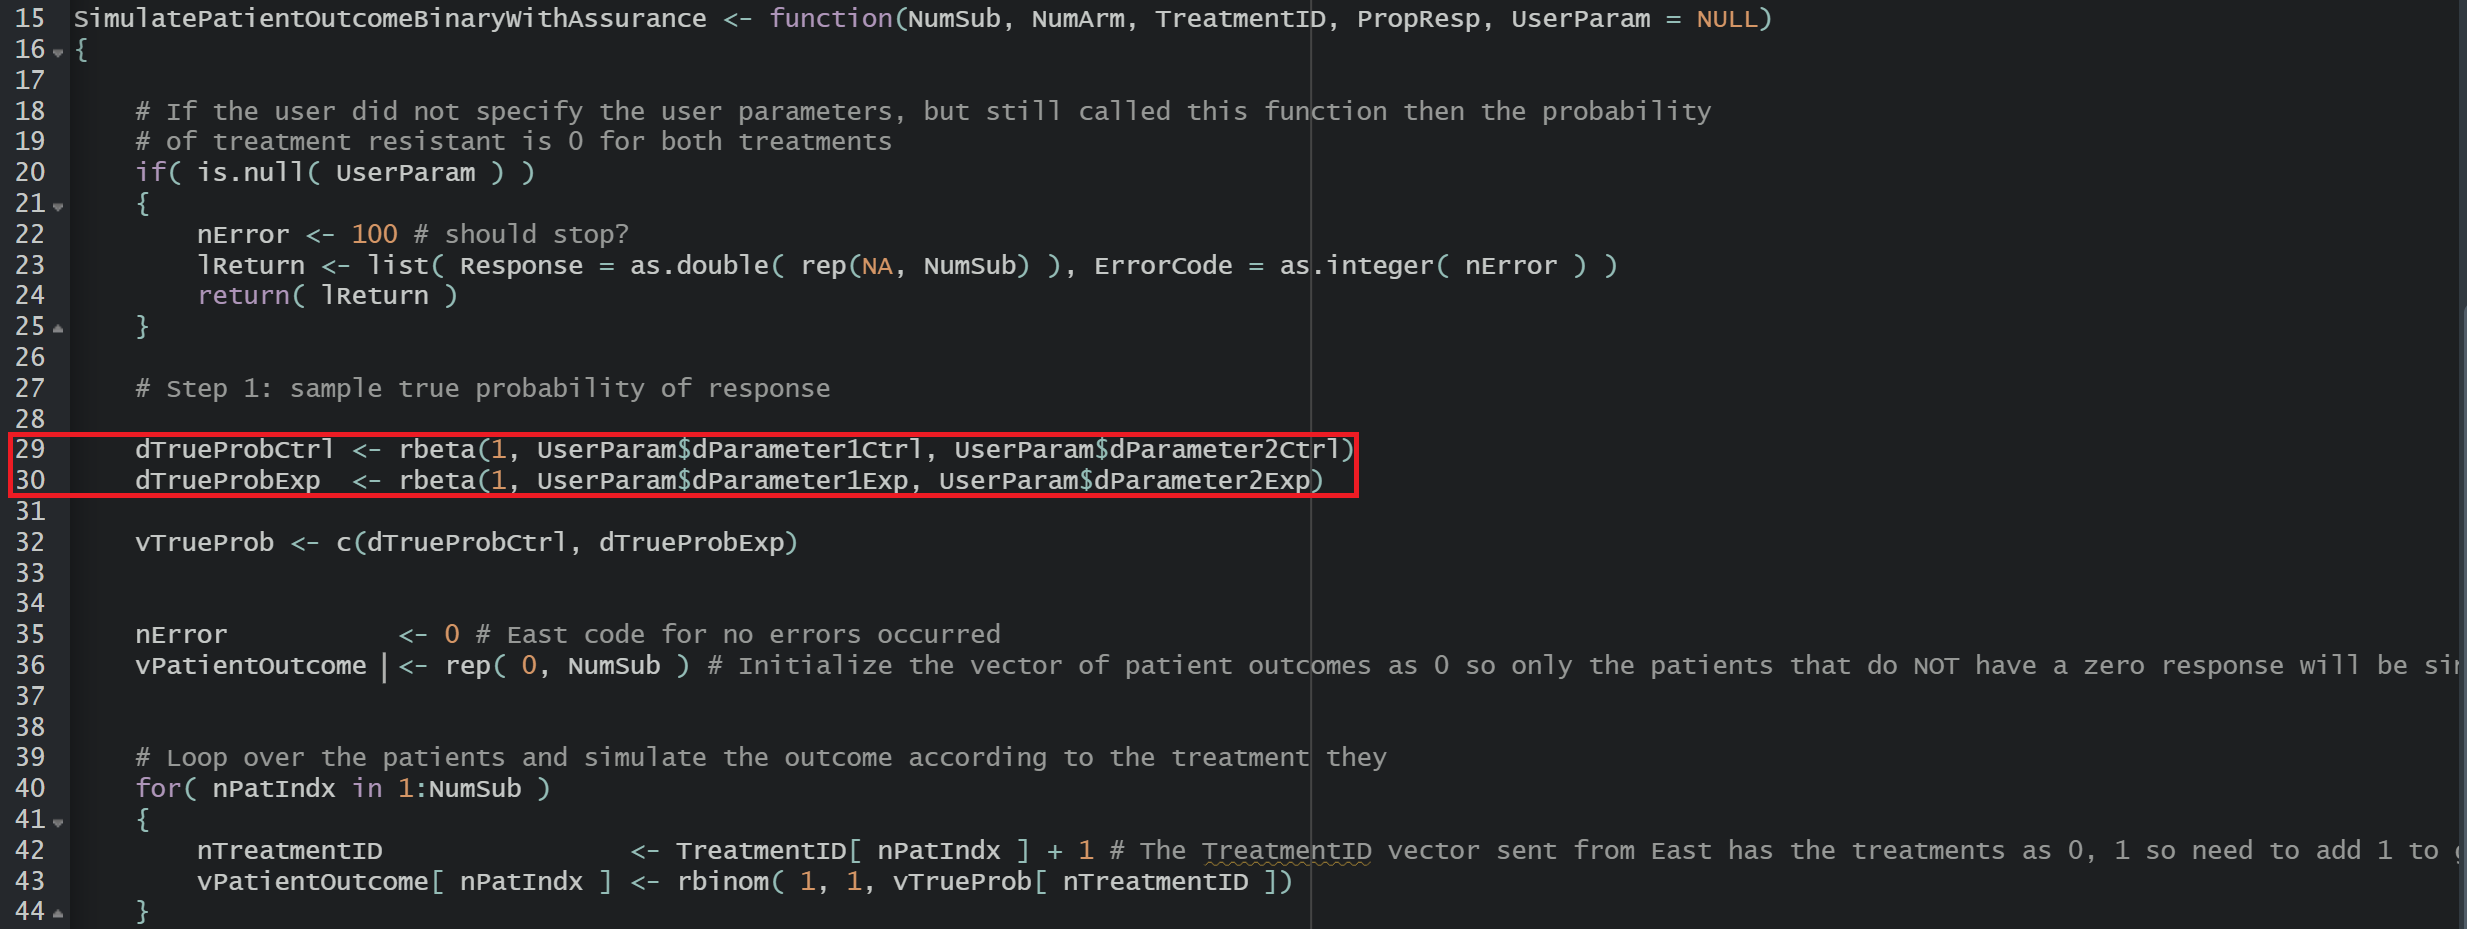 15 SimulatePatientOutcomeBinaryWithAssurance <- function(NumSub, NumArm, TreatmentID, PropResp, UserParam = NULL)
16 {
17
18     # If the user did not specify the user parameters, but still called this function then the probability
19     # of treatment resistant is 0 for both treatments
20     if( is.null( UserParam ) )
21     {
22         nError <- 100 # should stop?
23         lReturn <- list( Response = as.double( rep(NA, NumSub) ), ErrorCode = as.integer( nError ) )
24         return( lReturn )
25     }
26
27     # Step 1: sample true probability of response
28
29     dTrueProbCtrl <- rbeta(1, UserParam$dParameter1Ctrl, UserParam$dParameter2Ctrl)
30     dTrueProbExp  <- rbeta(1, UserParam$dParameter1Exp, UserParam$dParameter2Exp)
31
32     vTrueProb <- c(dTrueProbCtrl, dTrueProbExp)
33
34
35     nError           <- 0 # East code for no errors occurred
36     vPatientOutcome  <- rep( 0, NumSub ) # Initialize the vector of patient outcomes as 0 so only the patients that do NOT have a zero response will be
37
38
39     # Loop over the patients and simulate the outcome according to the treatment they
40     for( nPatIndx in 1:NumSub )
41     {
42         nTreatmentID                <- TreatmentID[ nPatIndx ] + 1 # The TreatmentID vector sent from East has the treatments as 0, 1 so need to add 1 to
43         vPatientOutcome[ nPatIndx ] <- rbinom( 1, 1, vTrueProb[ nTreatmentID ])
44     }